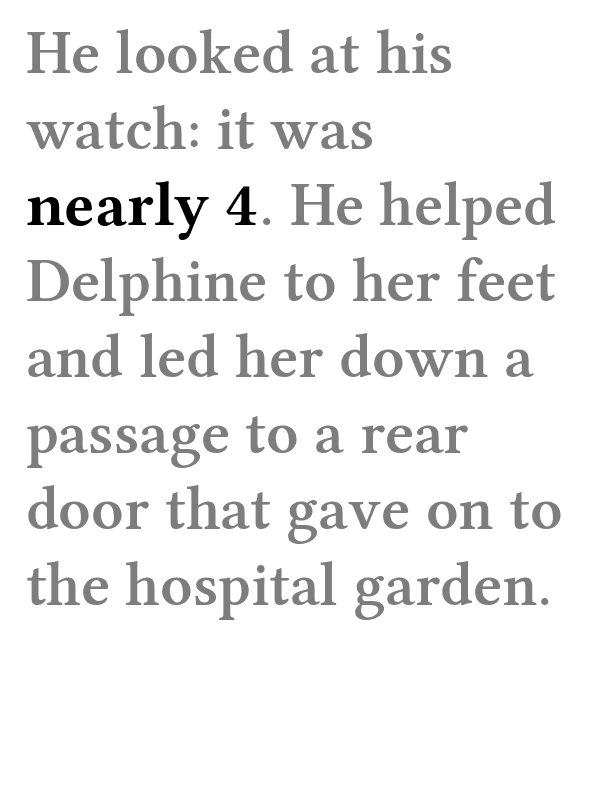 He looked at his
watch: it was
nearly 4. He helped
Delphine to her feet
and led her down a
passage to a rear
door that gave on to
the hospital garden.